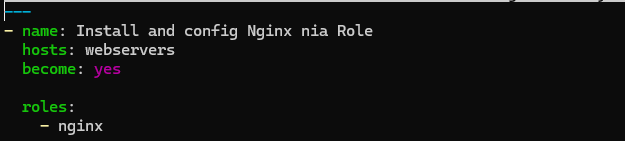 ---
- name: Install and config Nginx nia Role
  hosts: webservers
  become: yes

  roles:
    - nginx